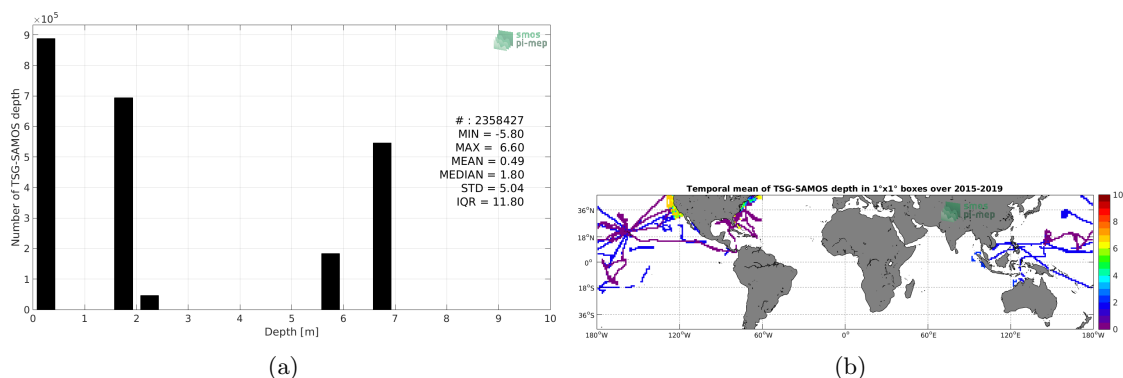 ×10⁵
9
8
7
6
5
4
3
2
1
0
Number of TSG-SAMOS depth
smos
pi-mep
# : 2358427
MIN = -5.80
MAX = 6.60
MEAN = 0.49
MEDIAN = 1.80
STD = 5.04
IQR = 11.80
0 1 2 3 4 5 6 7 8 9 10
Depth [m]
(a)
Temporal mean of TSG-SAMOS depth in 1°x1° boxes over 2015-2019
smos
pi-mep
36°N
18°N
0°
18°S
36°S
180°W 120°W 60°W 0° 60°E 120°E 180°W
10
8
6
4
2
0
(b)